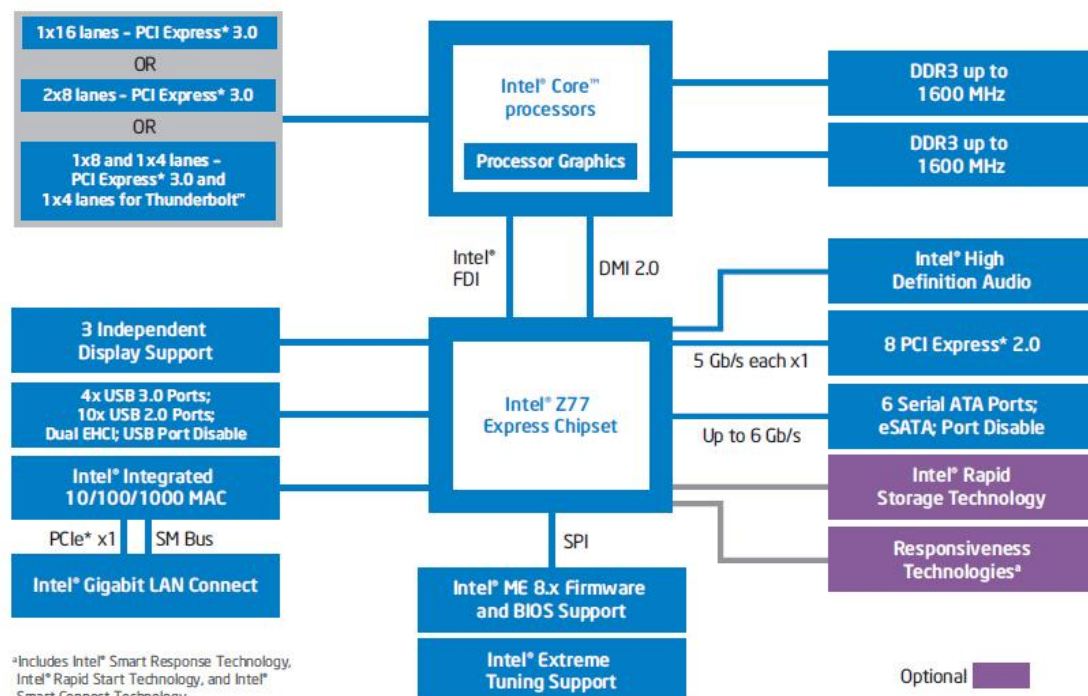 1x16 lanes – PCI Express* 3.0
OR
2x8 lanes – PCI Express* 3.0
OR
1x8 and 1x4 lanes –
PCI Express* 3.0 and
1x4 lanes for Thunderbolt™
Intel® Core™
processors
Processor Graphics
DDR3 up to
1600 MHz
DDR3 up to
1600 MHz
Intel®
FDI
DMI 2.0
Intel® High
Definition Audio
3 Independent
Display Support
5 Gb/s each x1
8 PCI Express* 2.0
4x USB 3.0 Ports;
10x USB 2.0 Ports;
Dual EHCI; USB Port Disable
Intel® Z77
Express Chipset
Up to 6 Gb/s
6 Serial ATA Ports;
eSATA; Port Disable
Intel® Integrated
10/100/1000 MAC
Intel® Rapid
Storage Technology
PCIe* x1
SM Bus
SPI
Responsiveness
Technologiesª
Intel® Gigabit LAN Connect
Intel® ME 8.x Firmware
and BIOS Support
Intel® Extreme
Tuning Support
ªIncludes Intel® Smart Response Technology,
Intel® Rapid Start Technology, and Intel®
Smart Connect Technology
Optional